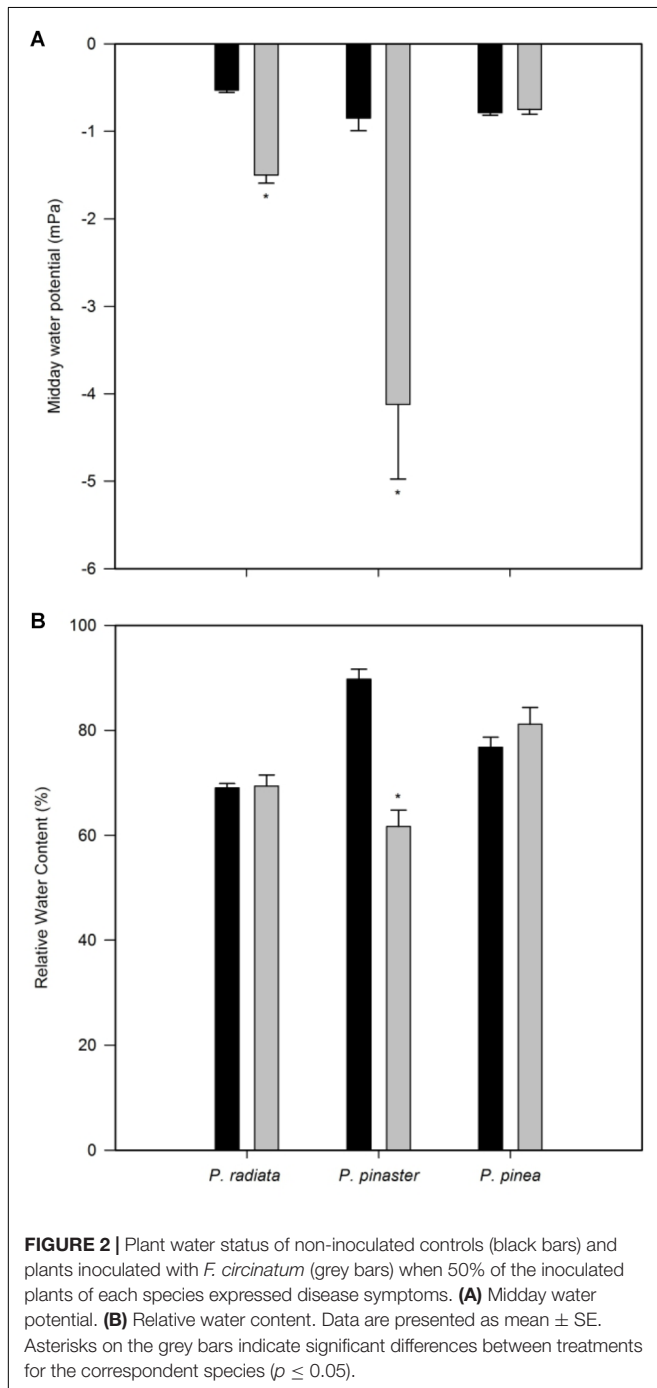 A
0
-1
-2
-3
-4
-5
-6
Midday water potential (mPa)
*
*
B
100
80
60
40
20
0
Relative Water Content (%)
*
P. radiata P. pinaster P. pinea
FIGURE 2 | Plant water status of non-inoculated controls (black bars) and
plants inoculated with F. circinatum (grey bars) when 50% of the inoculated
plants of each species expressed disease symptoms. (A) Midday water
potential. (B) Relative water content. Data are presented as mean ± SE.
Asterisks on the grey bars indicate significant differences between treatments
for the correspondent species (p ≤ 0.05).